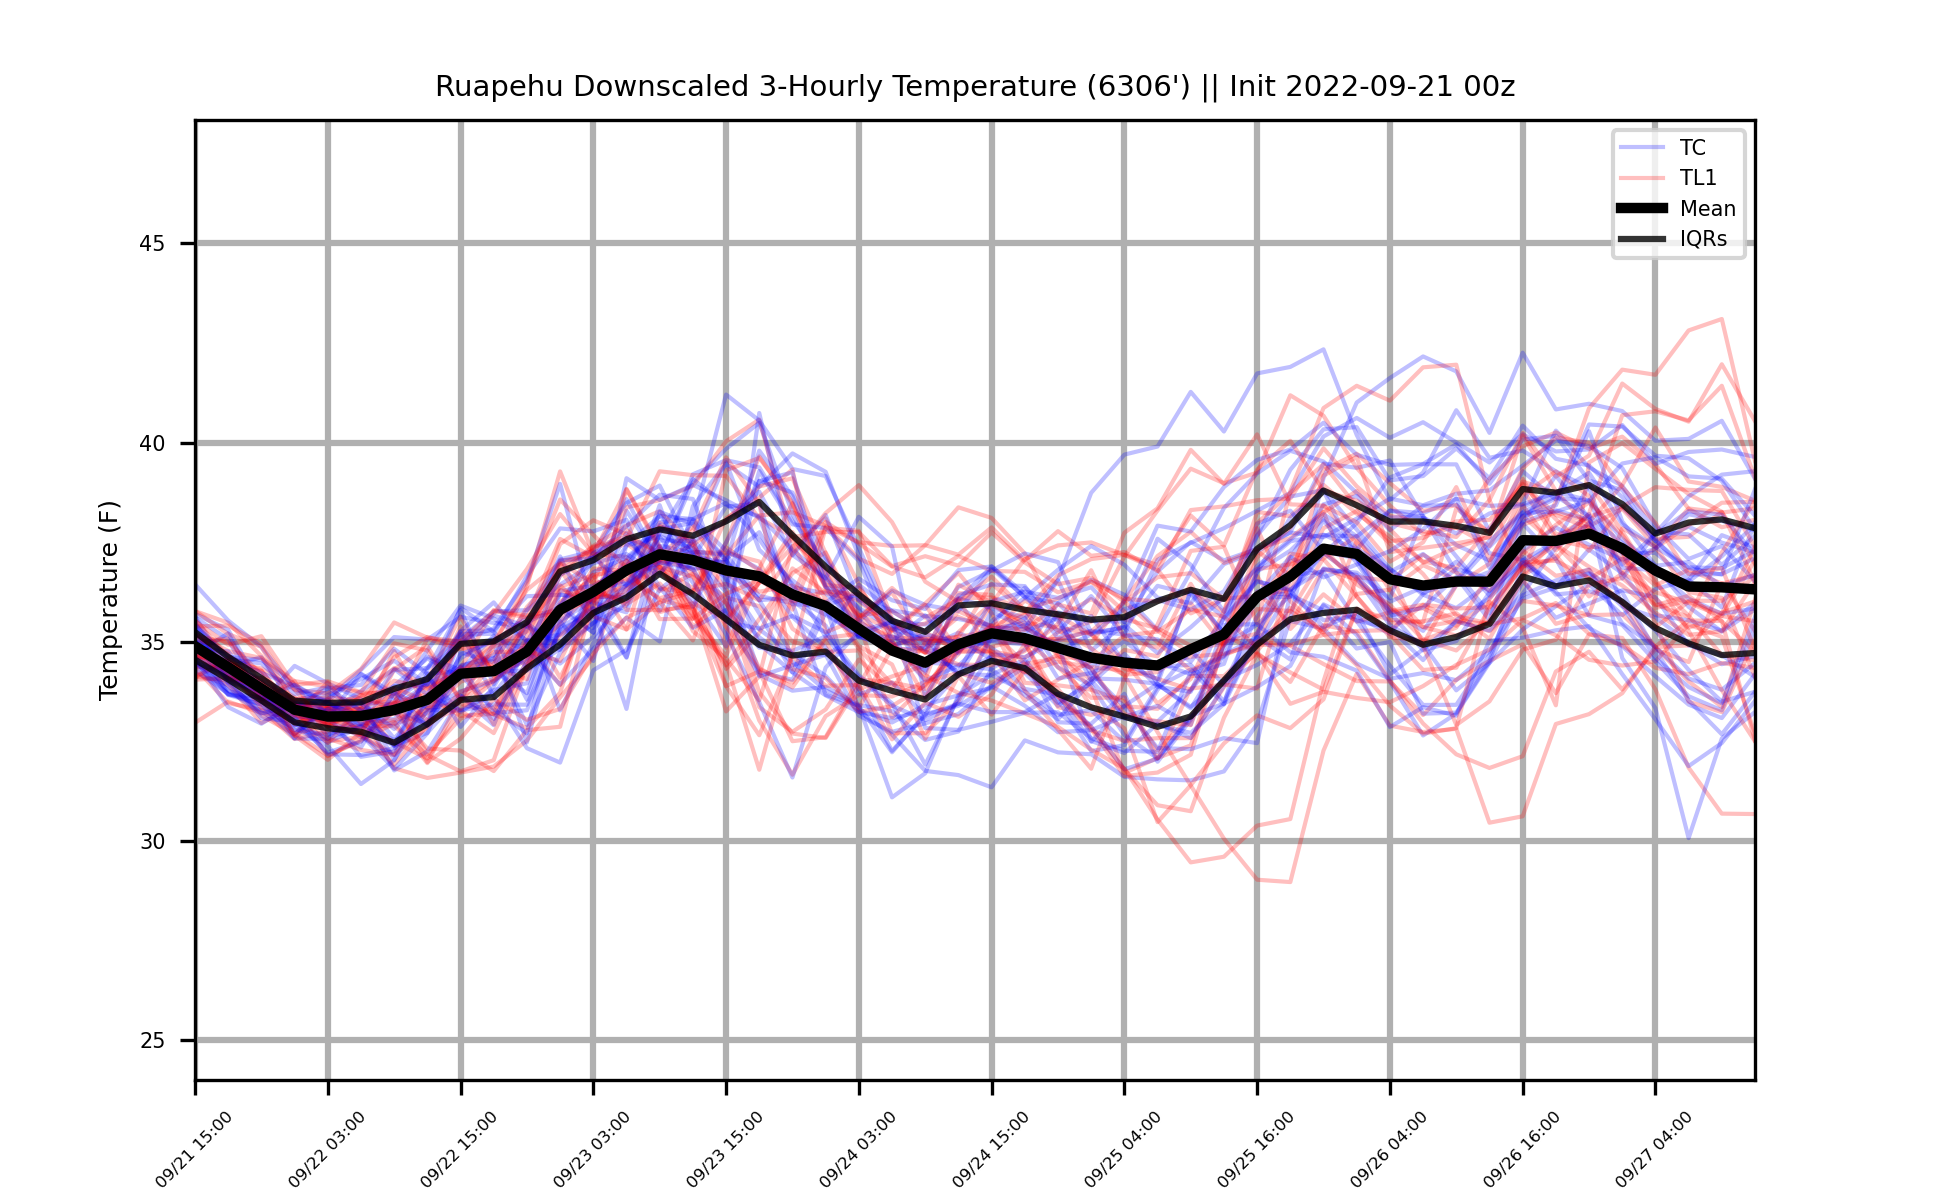 Ruapehu Downscaled 3-Hourly Temperature (6306') || Init 2022-09-21 00z
TC
TL1
Mean
IQRs
Temperature (F)
45
40
35
30
25
09/21 15:00
09/22 03:00
09/22 15:00
09/23 03:00
09/23 15:00
09/24 03:00
09/24 15:00
09/25 04:00
09/25 16:00
09/26 04:00
09/26 16:00
09/27 04:00